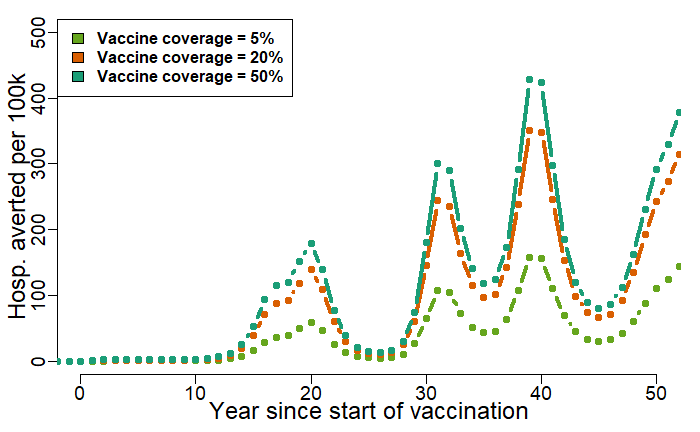 Vaccine coverage = 5%
Vaccine coverage = 20%
Vaccine coverage = 50%
Hosp. averted per 100k
500
400
300
200
100
0
0 10 20 30 40 50
Year since start of vaccination